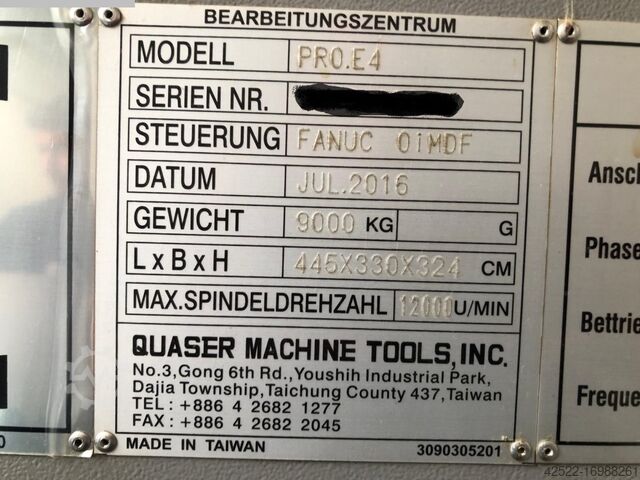 BEARBEITUNGSZENTRUM
MODELL PRO.E4
SERIEN NR.
STEUERUNG FANUC 0iMDF
DATUM JUL.2016
GEWICHT 9000 KG G
L x B x H 445X330X324 CM
MAX.SPINDELDREHZAHL 12000 U/MIN
QUASER MACHINE TOOLS, INC.
No.3,Gong 6th Rd.,Youshih Industrial Park,
Dajia Township,Taichung County 437,Taiwan
TEL : +886 4 2682 1277
FAX : +886 4 2682 2045
MADE IN TAIWAN 3090305201
Ansch
Phase
Bettrie
Freque
0
42522-16988261